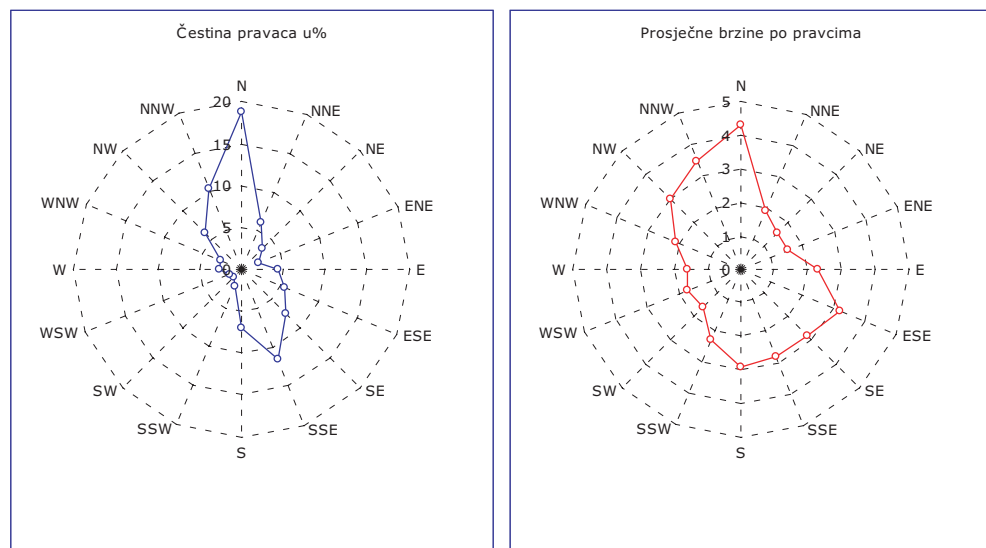 Čestina pravaca u%
N
NNE
NE
ENE
E
ESE
SE
SSE
S
SSW
SW
WSW
W
WNW
NW
NNW
20
15
10
5
0
Prosječne brzine po pravcima
N
NNE
NE
ENE
E
ESE
SE
SSE
S
SSW
SW
WSW
W
WNW
NW
NNW
5
4
3
2
1
0